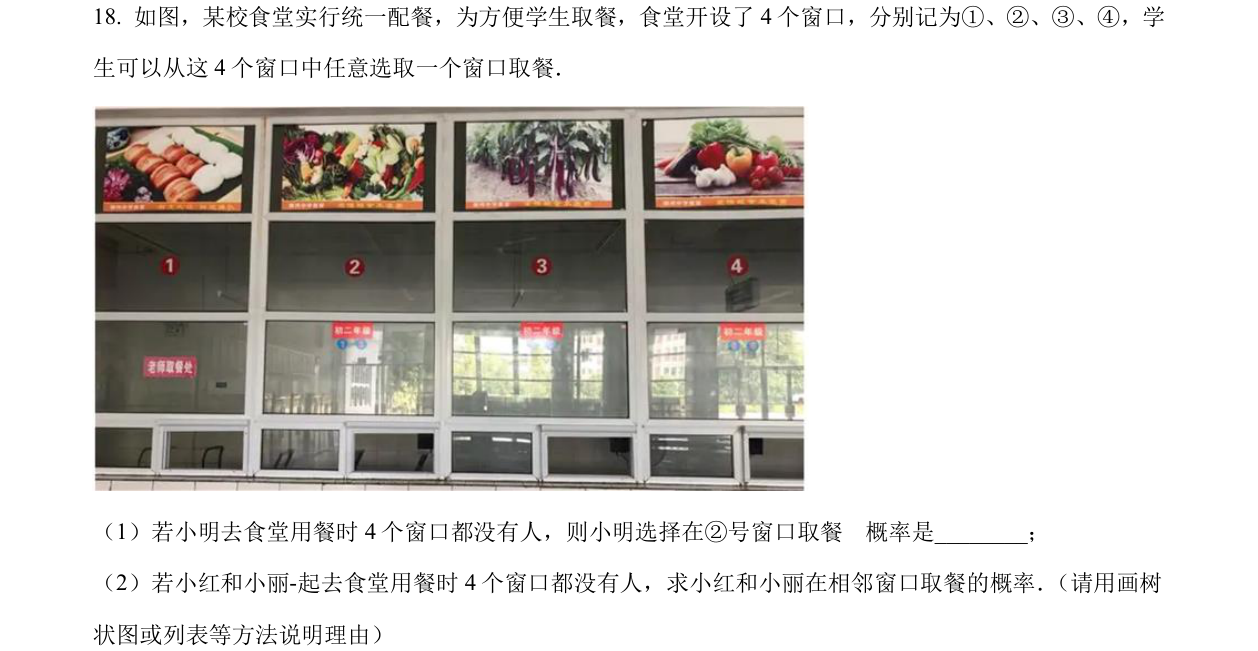 18. 如图，某校食堂实行统一配餐，为方便学生取餐，食堂开设了 4 个窗口，分别记为①、②、③、④，学
生可以从这 4 个窗口中任意选取一个窗口取餐．
1 2 3 4
初二年级 初二年级 初二年级
老师取餐处
（1）若小明去食堂用餐时 4 个窗口都没有人，则小明选择在②号窗口取餐 概率是________；
（2）若小红和小丽-起去食堂用餐时 4 个窗口都没有人，求小红和小丽在相邻窗口取餐的概率．（请用画树
状图或列表等方法说明理由）